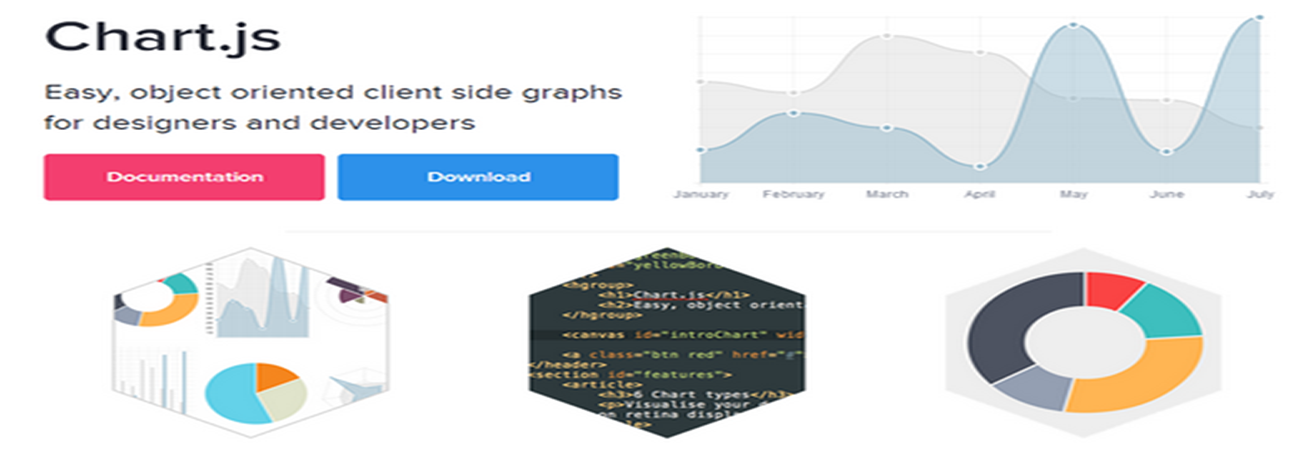 Chart.js
Easy, object oriented client side graphs
for designers and developers
Documentation
Download
January February March April May June July
"yellowBor
<hgroup>
<h1>Chart.js</h1>
<h2>Easy, object orient
</hgroup>
<canvas id="introChart" wid
<a class="btn red" href="#"
</header>
<section id="features">
<article>
<h3>6 Chart types</h3>
<p>Visualise your
on retina displ